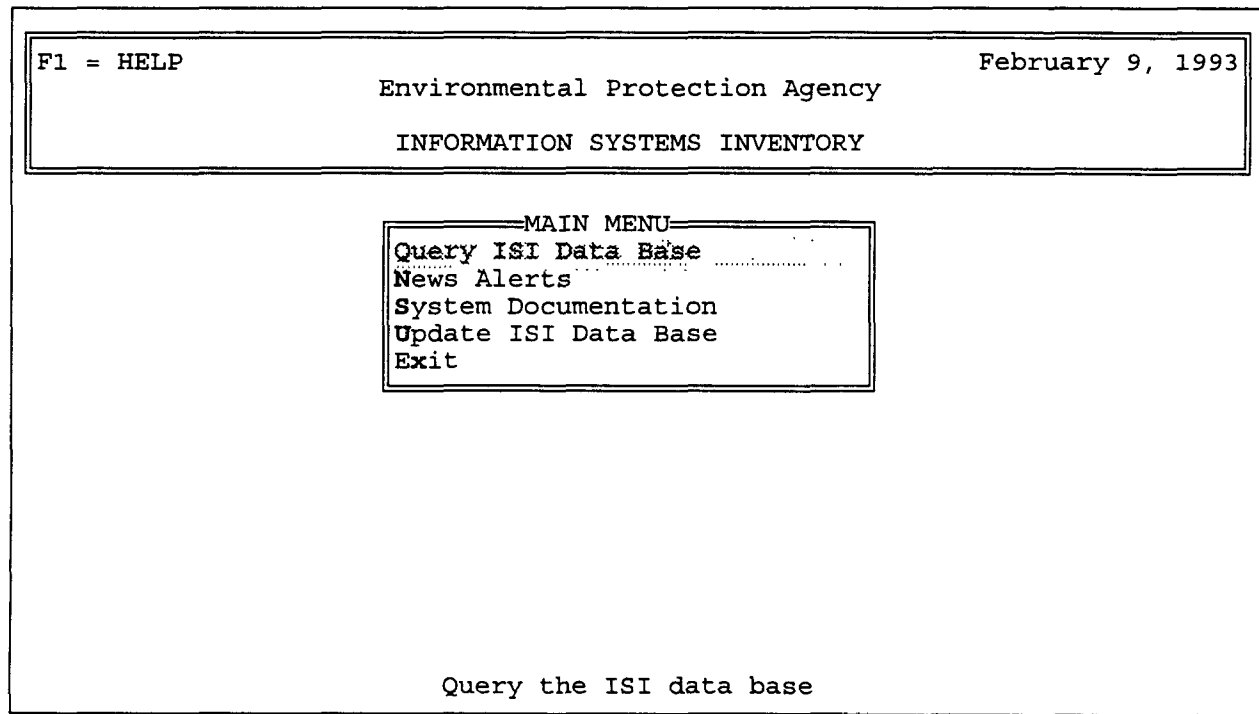 F1 = HELP February 9, 1993
Environmental Protection Agency
INFORMATION SYSTEMS INVENTORY
MAIN MENU
Query ISI Data Base
News Alerts
System Documentation
Update ISI Data Base
Exit
Query the ISI data base